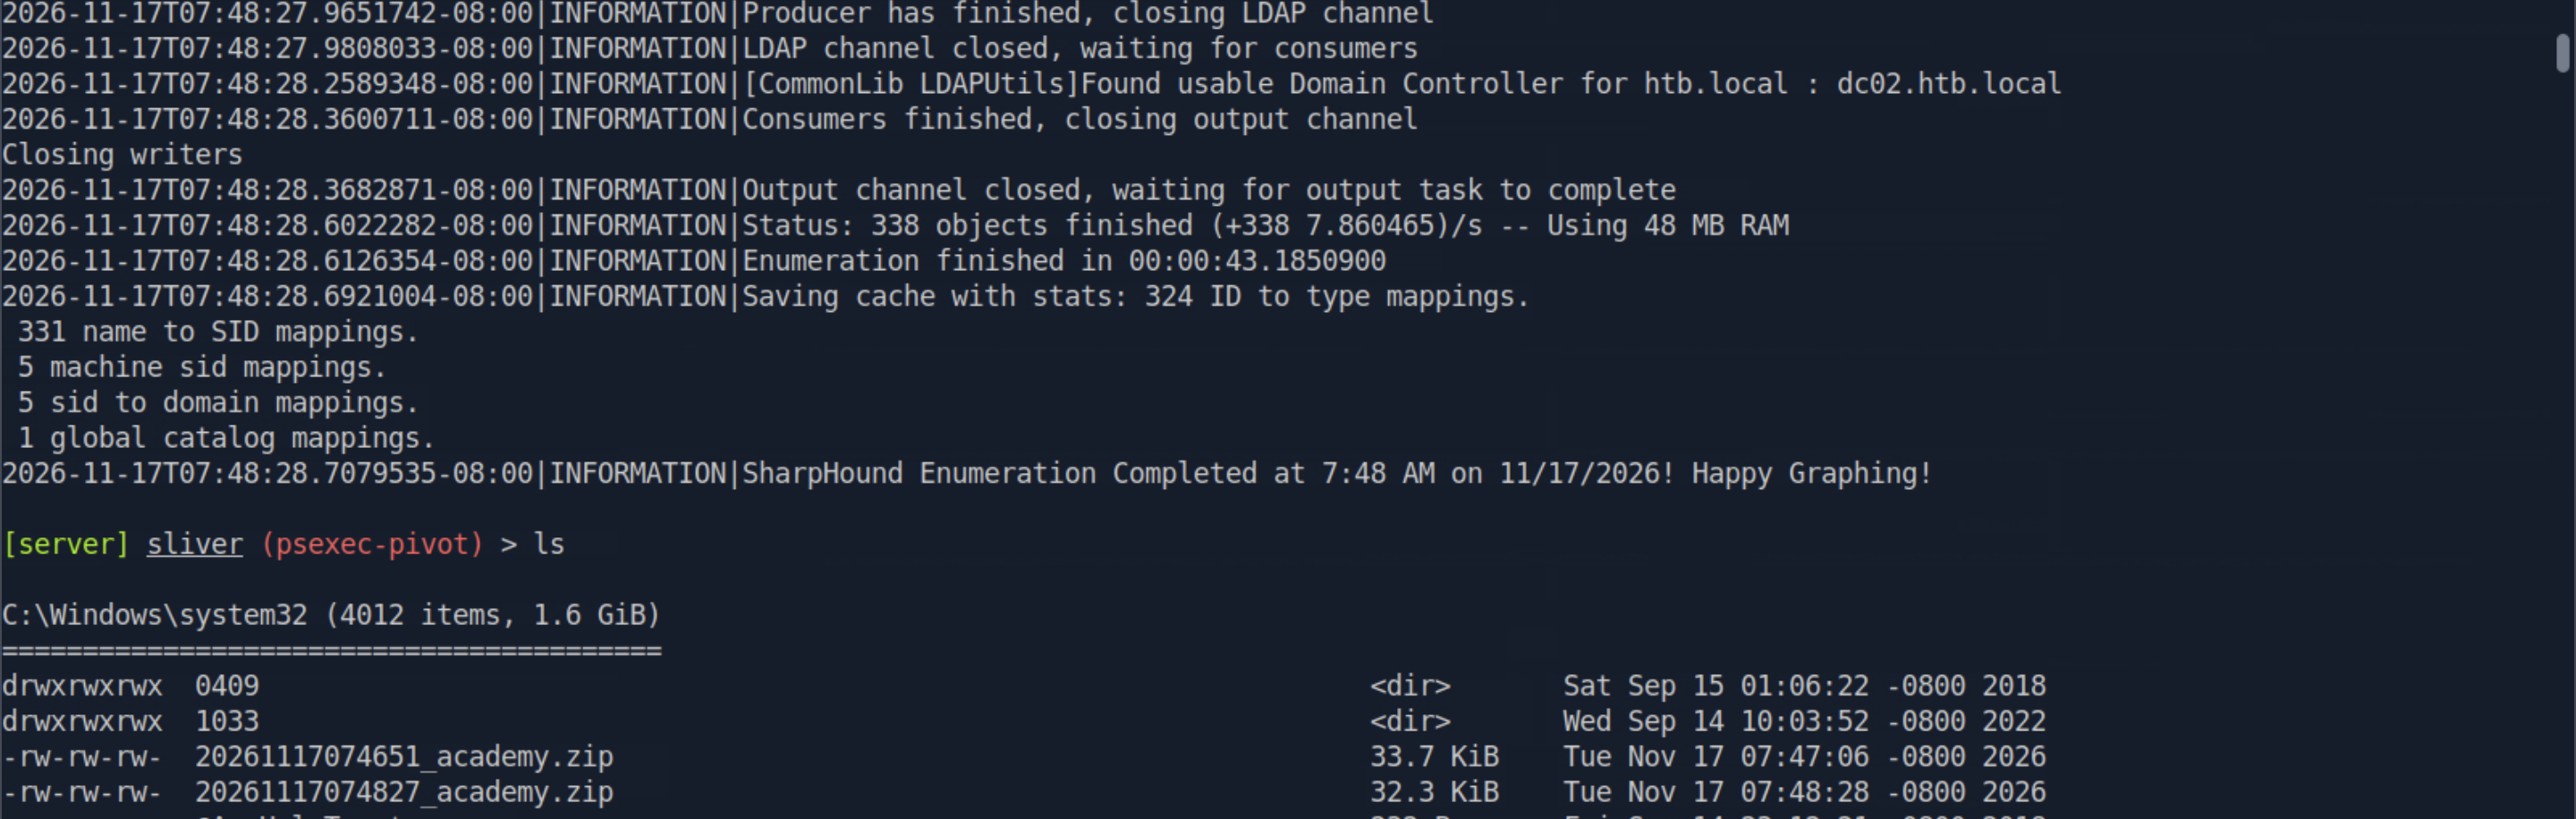 2026-11-17T07:48:27.9651742-08:00|INFORMATION|Producer has finished, closing LDAP channel
2026-11-17T07:48:27.9808033-08:00|INFORMATION|LDAP channel closed, waiting for consumers
2026-11-17T07:48:28.2589348-08:00|INFORMATION|[CommonLib LDAPUtils]Found usable Domain Controller for htb.local : dc02.htb.local
2026-11-17T07:48:28.3600711-08:00|INFORMATION|Consumers finished, closing output channel
Closing writers
2026-11-17T07:48:28.3682871-08:00|INFORMATION|Output channel closed, waiting for output task to complete
2026-11-17T07:48:28.6022282-08:00|INFORMATION|Status: 338 objects finished (+338 7.860465)/s -- Using 48 MB RAM
2026-11-17T07:48:28.6126354-08:00|INFORMATION|Enumeration finished in 00:00:43.1850900
2026-11-17T07:48:28.6921004-08:00|INFORMATION|Saving cache with stats: 324 ID to type mappings.
 331 name to SID mappings.
 5 machine sid mappings.
 5 sid to domain mappings.
 1 global catalog mappings.
2026-11-17T07:48:28.7079535-08:00|INFORMATION|SharpHound Enumeration Completed at 7:48 AM on 11/17/2026! Happy Graphing!
[server] sliver (psexec-pivot) > ls
C:\Windows\system32 (4012 items, 1.6 GiB)
=========================================
drwxrwxrwx  0409  <dir>  Sat Sep 15 01:06:22 -0800 2018
drwxrwxrwx  1033  <dir>  Wed Sep 14 10:03:52 -0800 2022
-rw-rw-rw-  20261117074651_academy.zip  33.7 KiB  Tue Nov 17 07:47:06 -0800 2026
-rw-rw-rw-  20261117074827_academy.zip  32.3 KiB  Tue Nov 17 07:48:28 -0800 2026